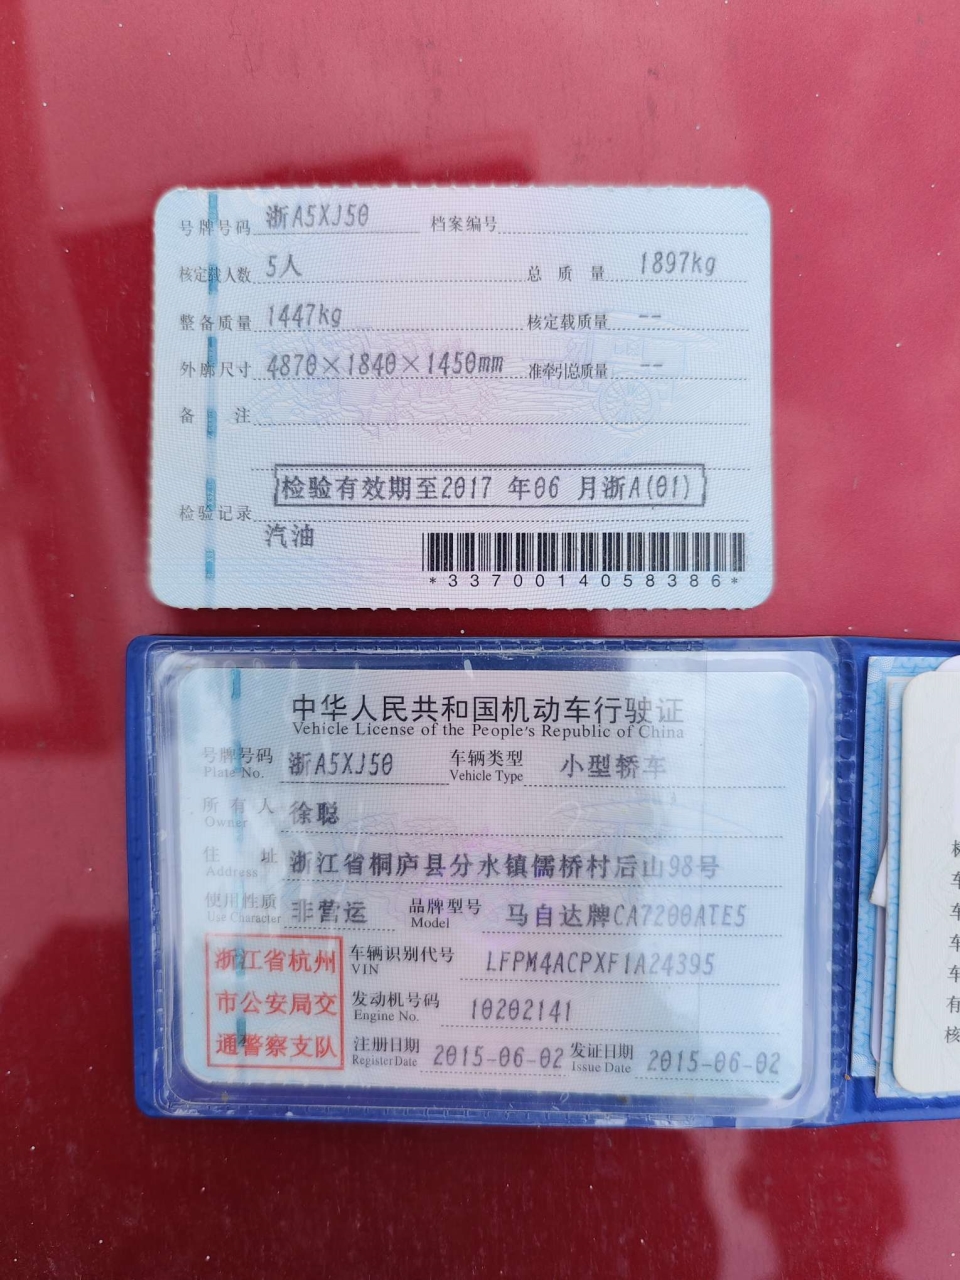 号牌号码 浙A5XJ50 档案编号
核定载人数 5人 总质量 1897kg
整备质量 1447kg 核定载质量 --
外廓尺寸 4870×1840×1450mm 准牵引总质量 --
备注
检验有效期至2017 年06 月浙A(01)
检验记录
汽油
*3370014058386*
中华人民共和国机动车行驶证
Vehicle License of the People's Republic of China
号牌号码 浙A5XJ50 车辆类型 小型轿车
Plate No. Vehicle Type
所有人 徐聪
Owner
住址 浙江省桐庐县分水镇儒桥村后山98号
Address
使用性质 非营运 品牌型号 马自达牌CA7200ATE5
Use Character Model
浙江省杭州
市公安局交
通警察支队
车辆识别代号 LFPM4ACPXF1A24395
VIN
发动机号码 10202141
Engine No.
注册日期 2015-06-02 发证日期 2015-06-02
Register Date Issue Date
车
车
车
车
有
核